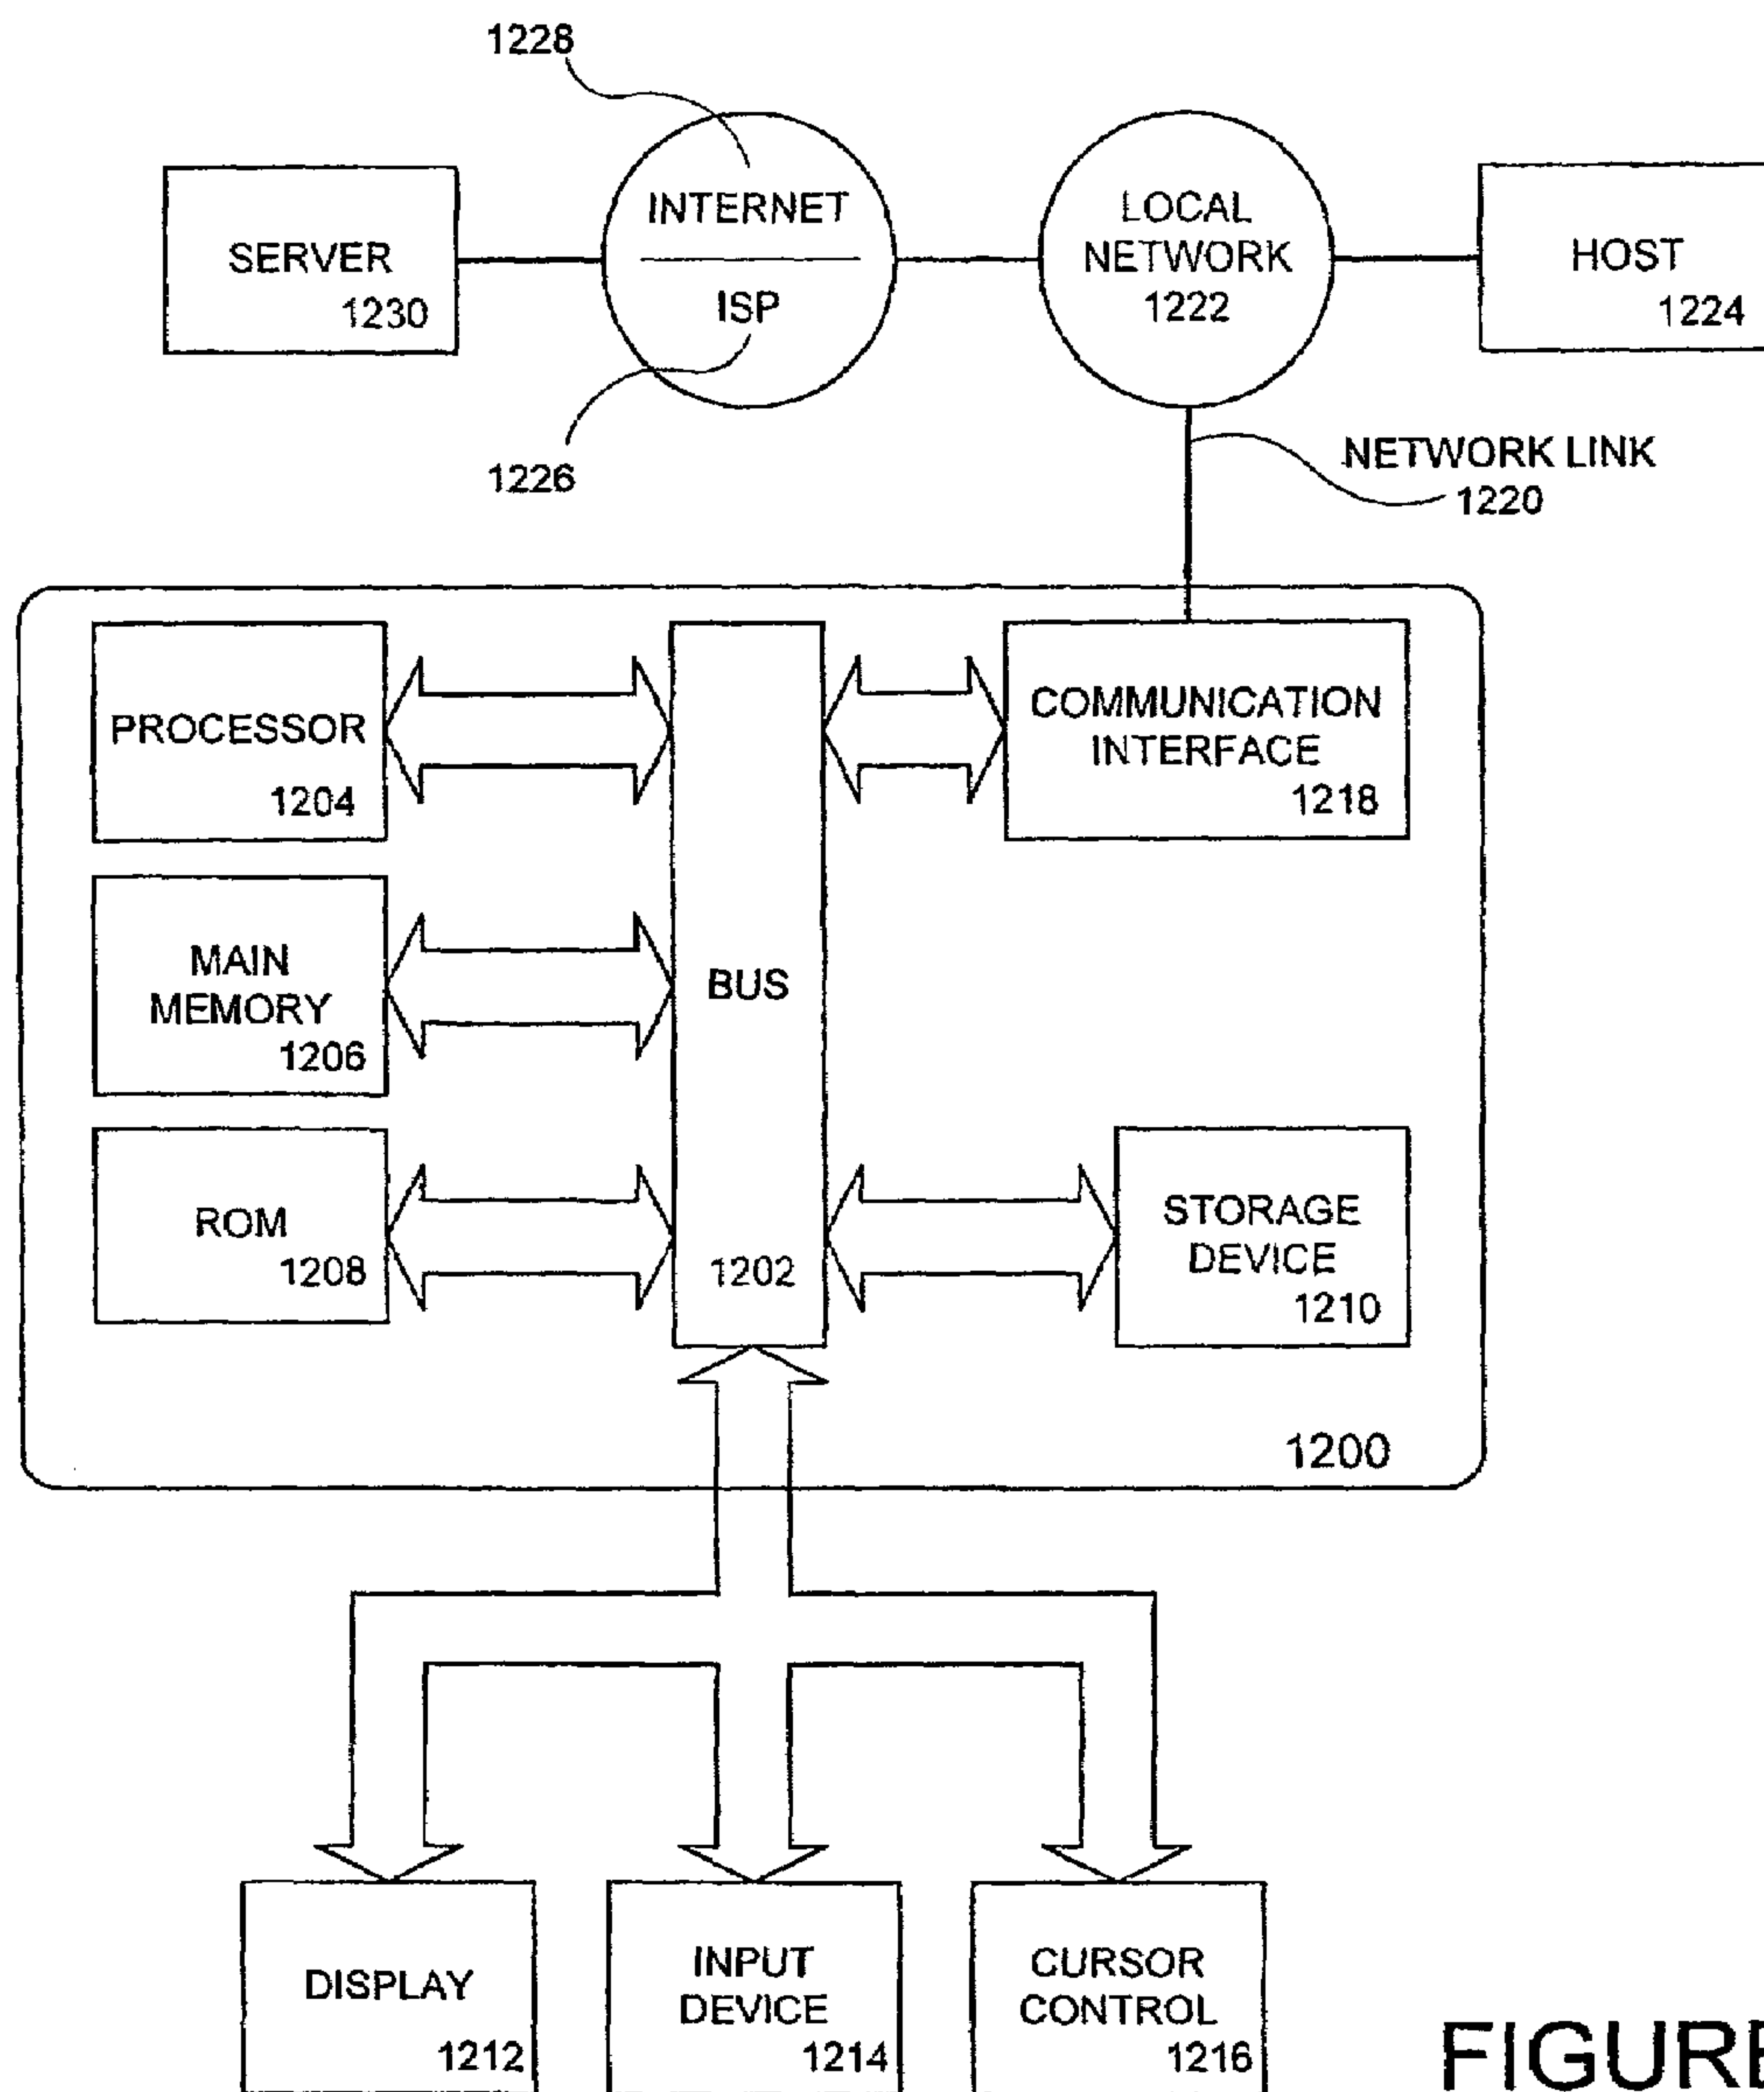 1228
SERVER
1230
INTERNET
ISP
LOCAL
NETWORK
1222
HOST
1224
1226
NETWORK LINK
1220
PROCESSOR
1204
COMMUNICATION
INTERFACE
1218
MAIN
MEMORY
1206
BUS
1202
ROM
1208
STORAGE
DEVICE
1210
1200
DISPLAY
1212
INPUT
DEVICE
1214
CURSOR
CONTROL
1216
FIGURE